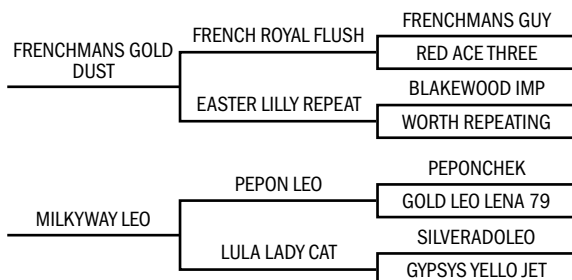 FRENCHMANS GUY
FRENCH ROYAL FLUSH
RED ACE THREE
FRENCHMANS GOLD
DUST
BLAKEWOOD IMP
EASTER LILLY REPEAT
WORTH REPEATING
PEPONCHEK
PEPON LEO
GOLD LEO LENA 79
MILKYWAY LEO
SILVERADOLEO
LULA LADY CAT
GYPSYS YELLO JET